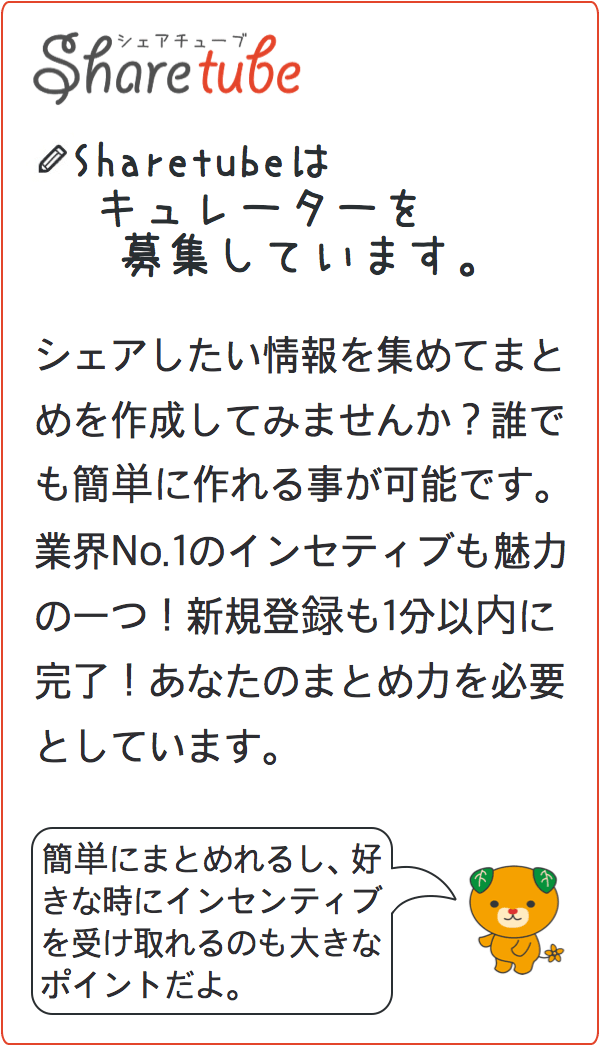 シェアチューブ
Sharetube
Sharetubeは
キュレーターを
募集しています。
シェアしたい情報を集めてまと
めを作成してみませんか？誰で
も簡単に作れる事が可能です。
業界No.1のインセティブも魅力
の一つ！新規登録も1分以内に
完了！あなたのまとめ力を必要
としています。
簡単にまとめれるし、好
きな時にインセンティブ
を受け取れるのも大きな
ポイントだよ。